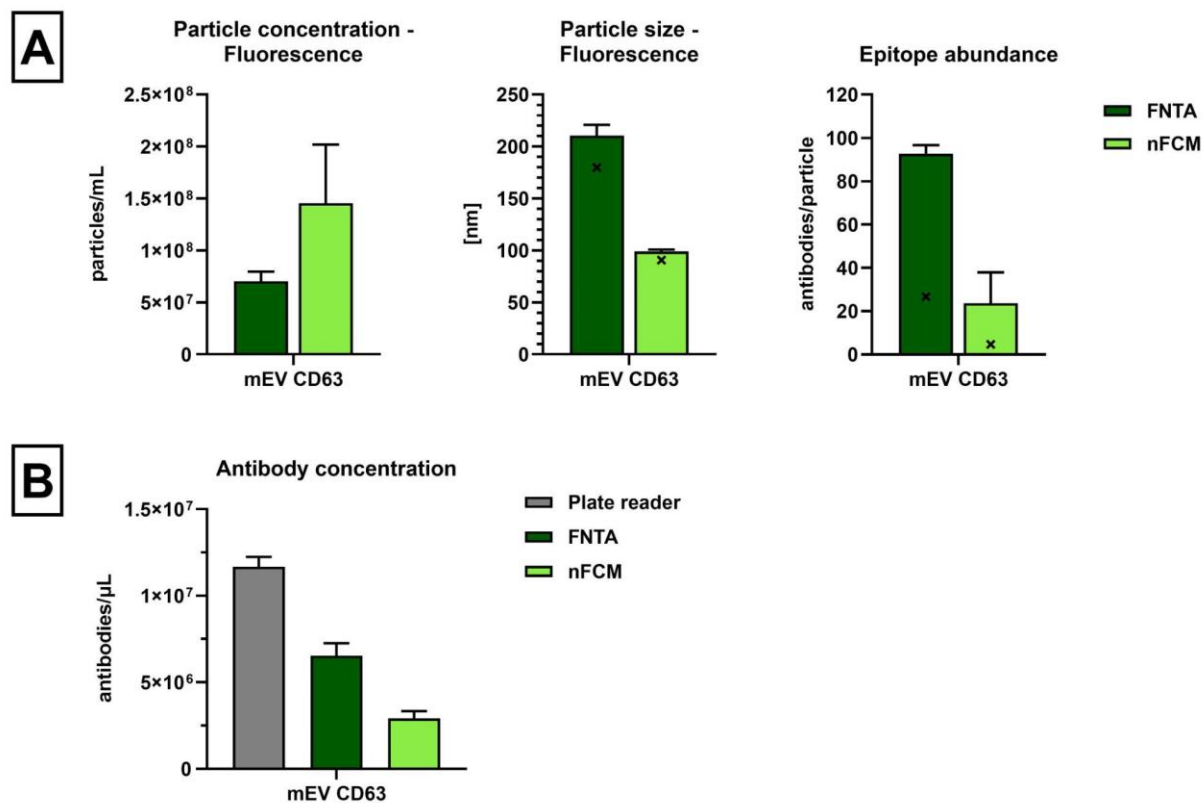 A
Particle concentration -
Fluorescence
particles/mL
2.5×10⁸
2×10⁸
1.5×10⁸
1×10⁸
5×10⁷
0
mEV CD63
Particle size -
Fluorescence
[nm]
250
200
150
100
50
0
mEV CD63
Epitope abundance
antibodies/particle
120
100
80
60
40
20
0
mEV CD63
FNTA
nFCM
B
Antibody concentration
antibodies/µL
1.5×10⁷
1×10⁷
5×10⁶
0
mEV CD63
Plate reader
FNTA
nFCM